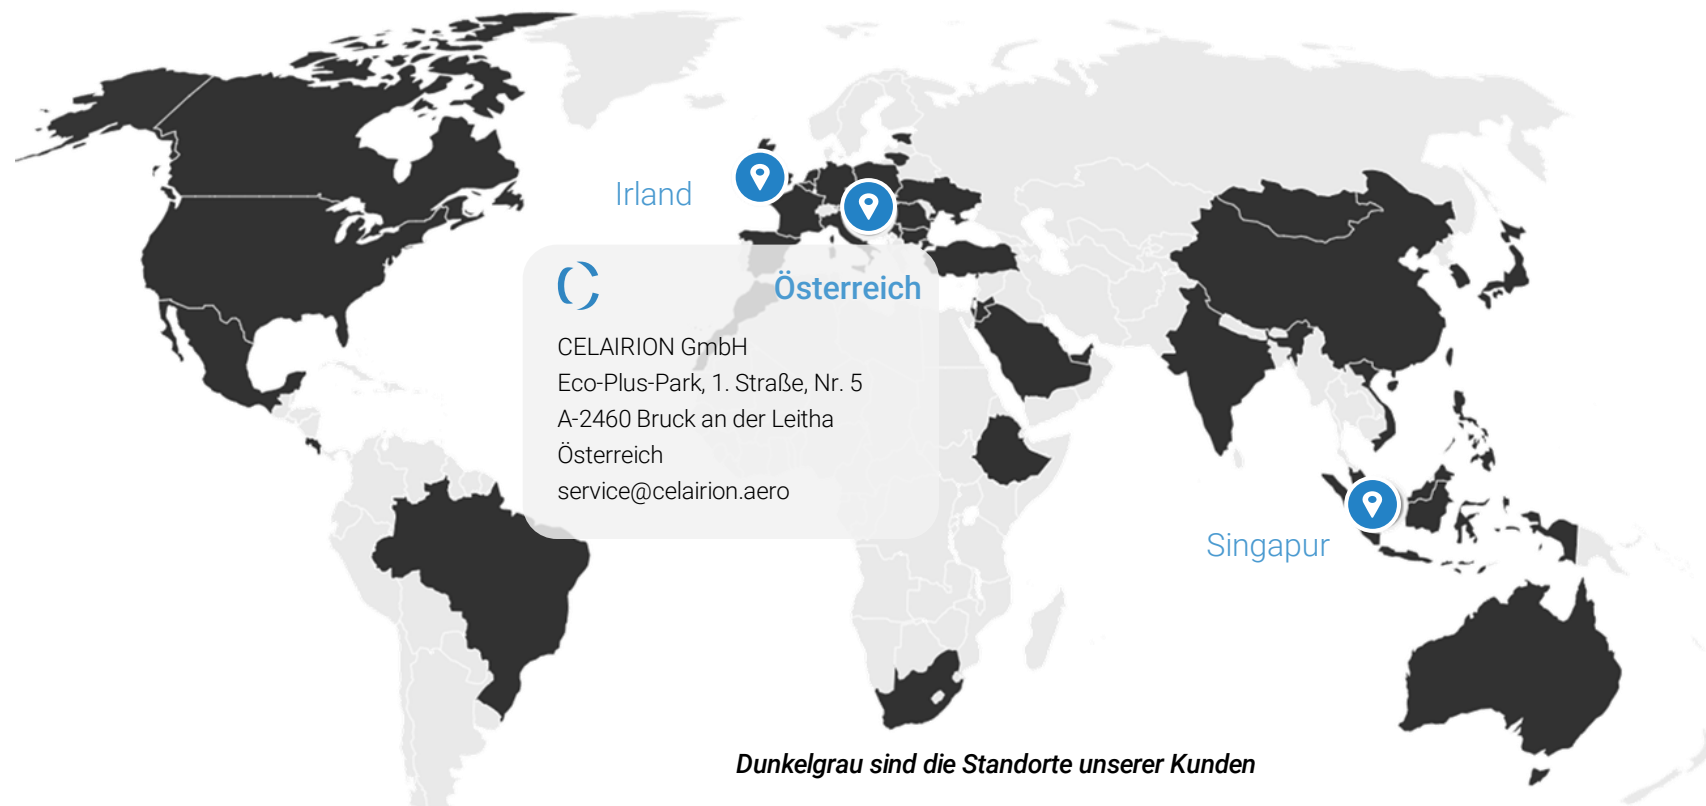 Irland
Österreich
CELAIRION GmbH
Eco-Plus-Park, 1. Straße, Nr. 5
A-2460 Bruck an der Leitha
Österreich
service@celairion.aero
Singapur
Dunkelgrau sind die Standorte unserer Kunden